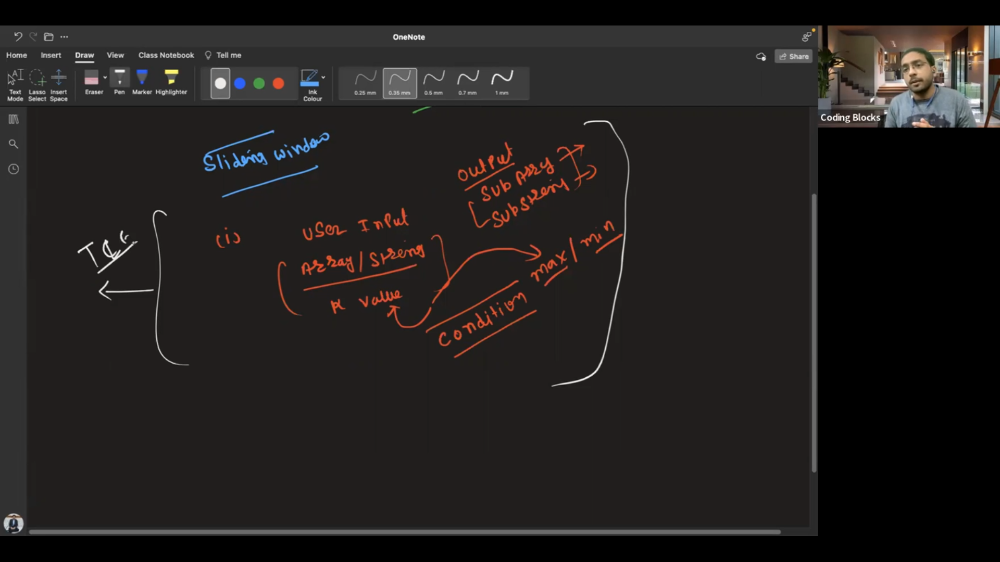 OneNote
Home Insert Draw View Class Notebook Tell me
Share
Text Mode
Lasso Select
Insert Space
Eraser
Pen
Marker
Highlighter
Ink Colour
0.25 mm
0.35 mm
0.5 mm
0.7 mm
1 mm
Coding Blocks
Sliding window
output
Sub Array
Substring
(i) User Input
Array/String
K value
max/min
Condition